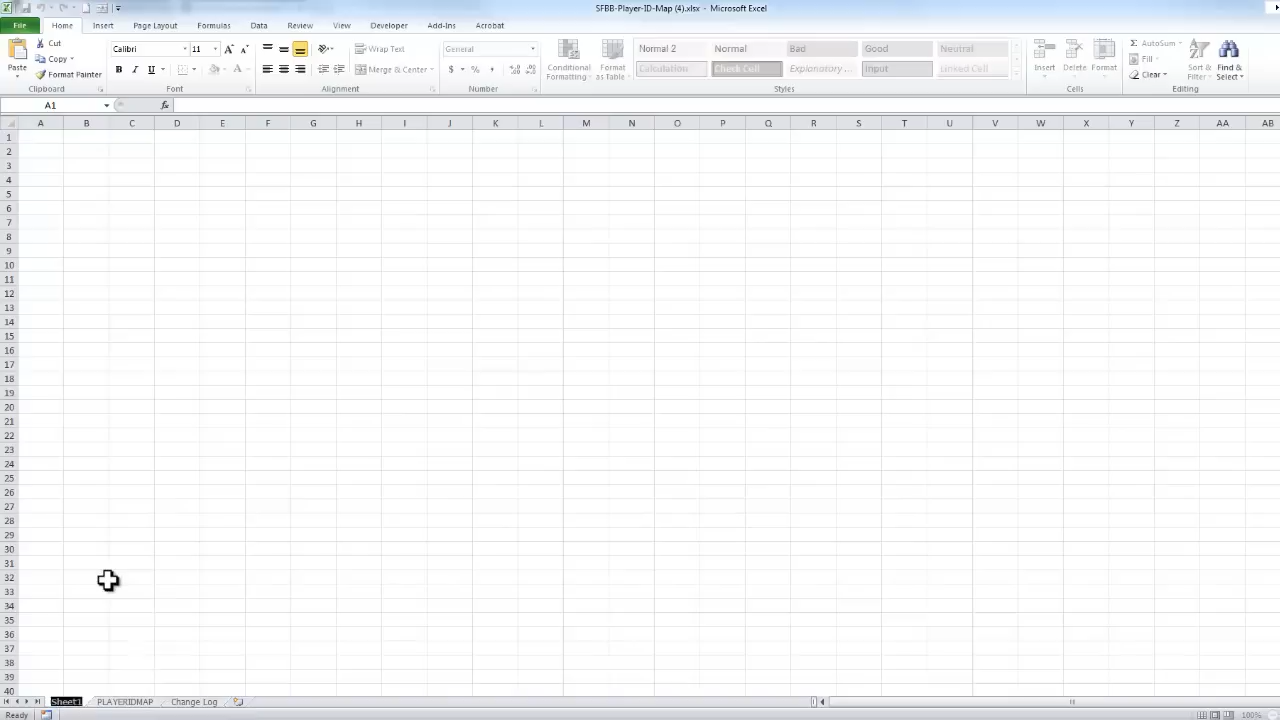 SFBB-Player-ID-Map (4).xlsx - Microsoft Excel
File Home Insert Page Layout Formulas Data Review View Developer Add-Ins Acrobat
Paste Cut Copy Format Painter
Calibri 11 A A B I U
Wrap Text Merge & Center
General $ % ,
Conditional Formatting Format as Table
Normal 2 Normal Bad Good Neutral
Calculation Check Cell Explanatory ... Input Linked Cell
Insert Delete Format
Σ AutoSum Fill Clear Sort & Filter Find & Select
Clipboard Font Alignment Number Styles Cells Editing
A1 fx
A B C D E F G H I J K L M N O P Q R S T U V W X Y Z AA AB
1
2
3
4
5
6
7
8
9
10
11
12
13
14
15
16
17
18
19
20
21
22
23
24
25
26
27
28
29
30
31
32
33
34
35
36
37
38
39
40
Sheet1 PLAYERIDMAP Change Log
Ready 100%